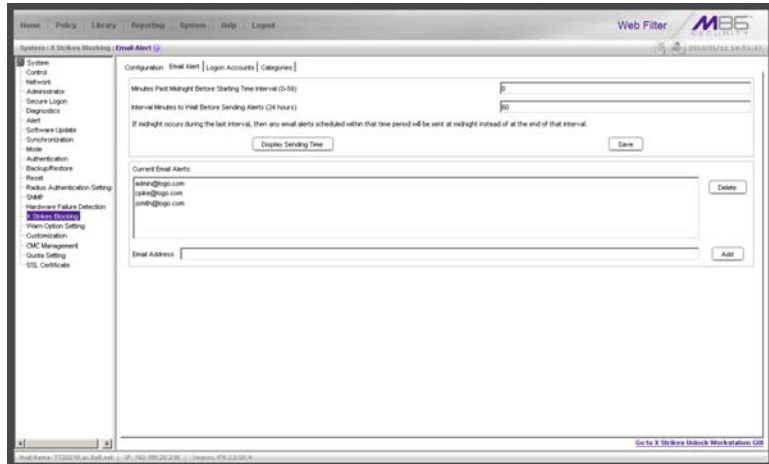 Home Policy Library Reporting System Help Logout
Web Filter
M86
SECURITY
System : X Strikes Blocking : Email Alert
System
Control
Network
Administrator
Secure Logon
Diagnostics
Alert
Software Update
Synchronization
Mode
Authentication
Backup/Restore
Reset
Radius Authentication Setting
SNMP
Hardware Failure Detection
X Strikes Blocking
Warn Option Setting
Customization
CMC Management
Quota Setting
SSL Certificate
Configuration Email Alert Logon Accounts Categories
Minutes Past Midnight Before Starting Time Interval (0-59) 0
Interval Minutes to Wait Before Sending Alerts (24 hours) 60
If midnight occurs during the last interval, then any email alerts scheduled within that time period will be sent at midnight instead of at the end of that interval.
Display Sending Time Save
Current Email Alerts:
admin@logo.com
cpike@logo.com
jsmith@logo.com
Delete
Email Address Add
Go to X Strikes Unlock Workstation GUI
Host Name: IP: Version: